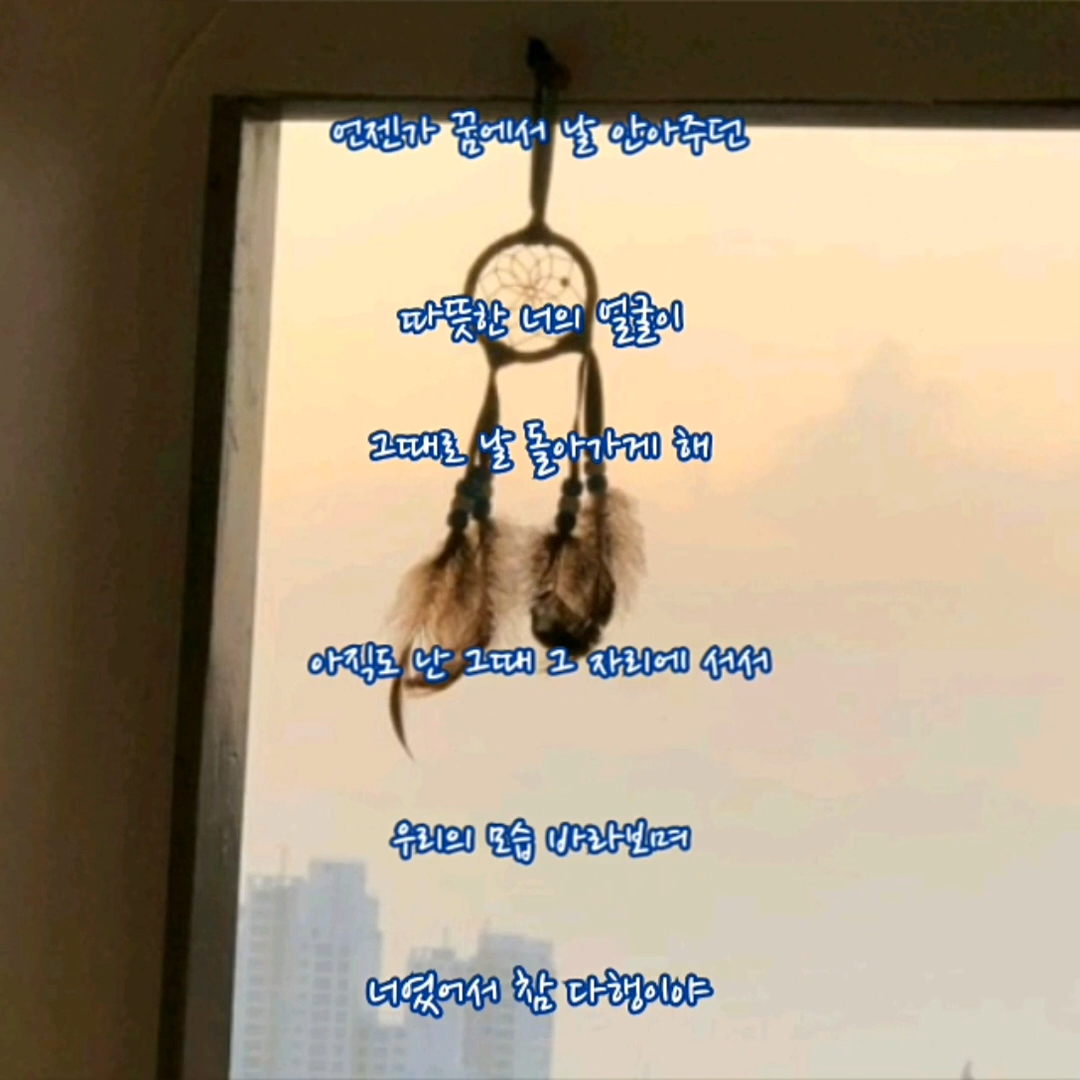 언젠가 꿈에서 날 안아주던
따뜻한 너의 얼굴이
그때로 날 돌아가게 해
아직도 난 그때 그 자리에 서서
우리의 모습 바라보며
너였어서 참 다행이야